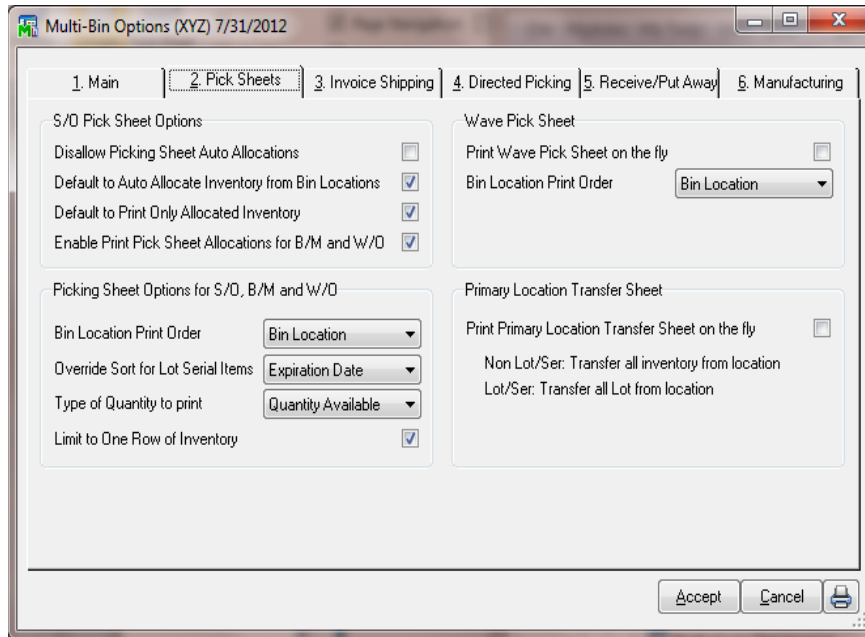 Multi-Bin Options (XYZ) 7/31/2012
1. Main
2. Pick Sheets
3. Invoice Shipping
4. Directed Picking
5. Receive/Put Away
6. Manufacturing
S/O Pick Sheet Options
Disallow Picking Sheet Auto Allocations
Default to Auto Allocate Inventory from Bin Locations
Default to Print Only Allocated Inventory
Enable Print Pick Sheet Allocations for B/M and W/O
Wave Pick Sheet
Print Wave Pick Sheet on the fly
Bin Location Print Order Bin Location
Picking Sheet Options for S/O, B/M and W/O
Bin Location Print Order Bin Location
Override Sort for Lot Serial Items Expiration Date
Type of Quantity to print Quantity Available
Limit to One Row of Inventory
Primary Location Transfer Sheet
Print Primary Location Transfer Sheet on the fly
Non Lot/Ser: Transfer all inventory from location
Lot/Ser: Transfer all Lot from location
Accept
Cancel